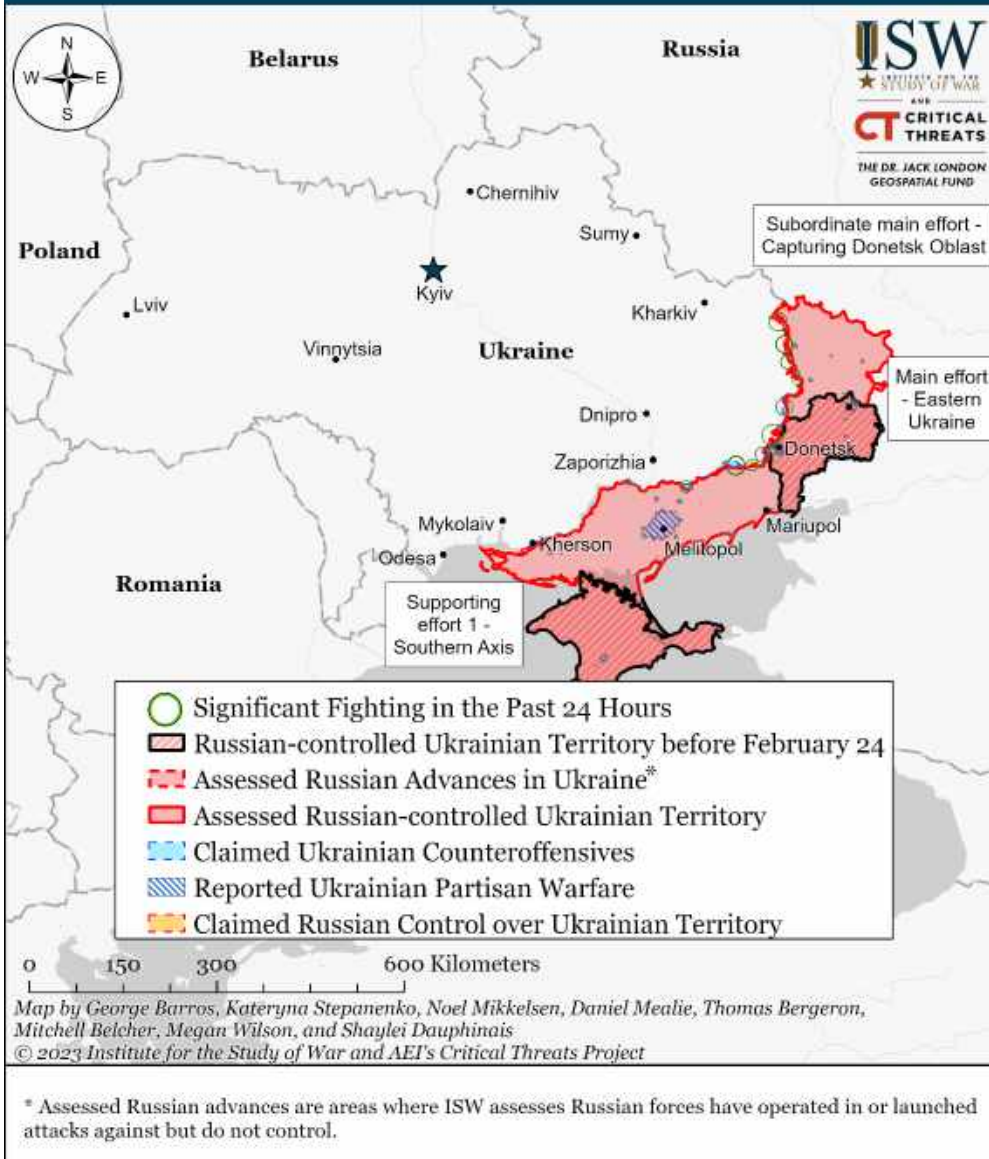 N
W E
S
Belarus
Russia
ISW
INSTITUTE FOR THE
STUDY OF WAR
AND
CT CRITICAL
THREATS
THE DR. JACK LONDON
GEOSPATIAL FUND
Chernihiv
Sumy
Subordinate main effort -
Capturing Donetsk Oblast
Poland
Kyiv
Lviv
Kharkiv
Vinnytsia
Ukraine
Main effort
- Eastern
Ukraine
Dnipro
Donetsk
Zaporizhia
Mykolaiv
Kherson
Melitopol
Mariupol
Odesa
Romania
Supporting
effort 1 -
Southern Axis
Significant Fighting in the Past 24 Hours
Russian-controlled Ukrainian Territory before February 24
Assessed Russian Advances in Ukraine*
Assessed Russian-controlled Ukrainian Territory
Claimed Ukrainian Counteroffensives
Reported Ukrainian Partisan Warfare
Claimed Russian Control over Ukrainian Territory
0 150 300 600 Kilometers
Map by George Barros, Kateryna Stepanenko, Noel Mikkelsen, Daniel Mealie, Thomas Bergeron,
Mitchell Belcher, Megan Wilson, and Shaylei Dauphinais
© 2023 Institute for the Study of War and AEI's Critical Threats Project
* Assessed Russian advances are areas where ISW assesses Russian forces have operated in or launched
attacks against but do not control.